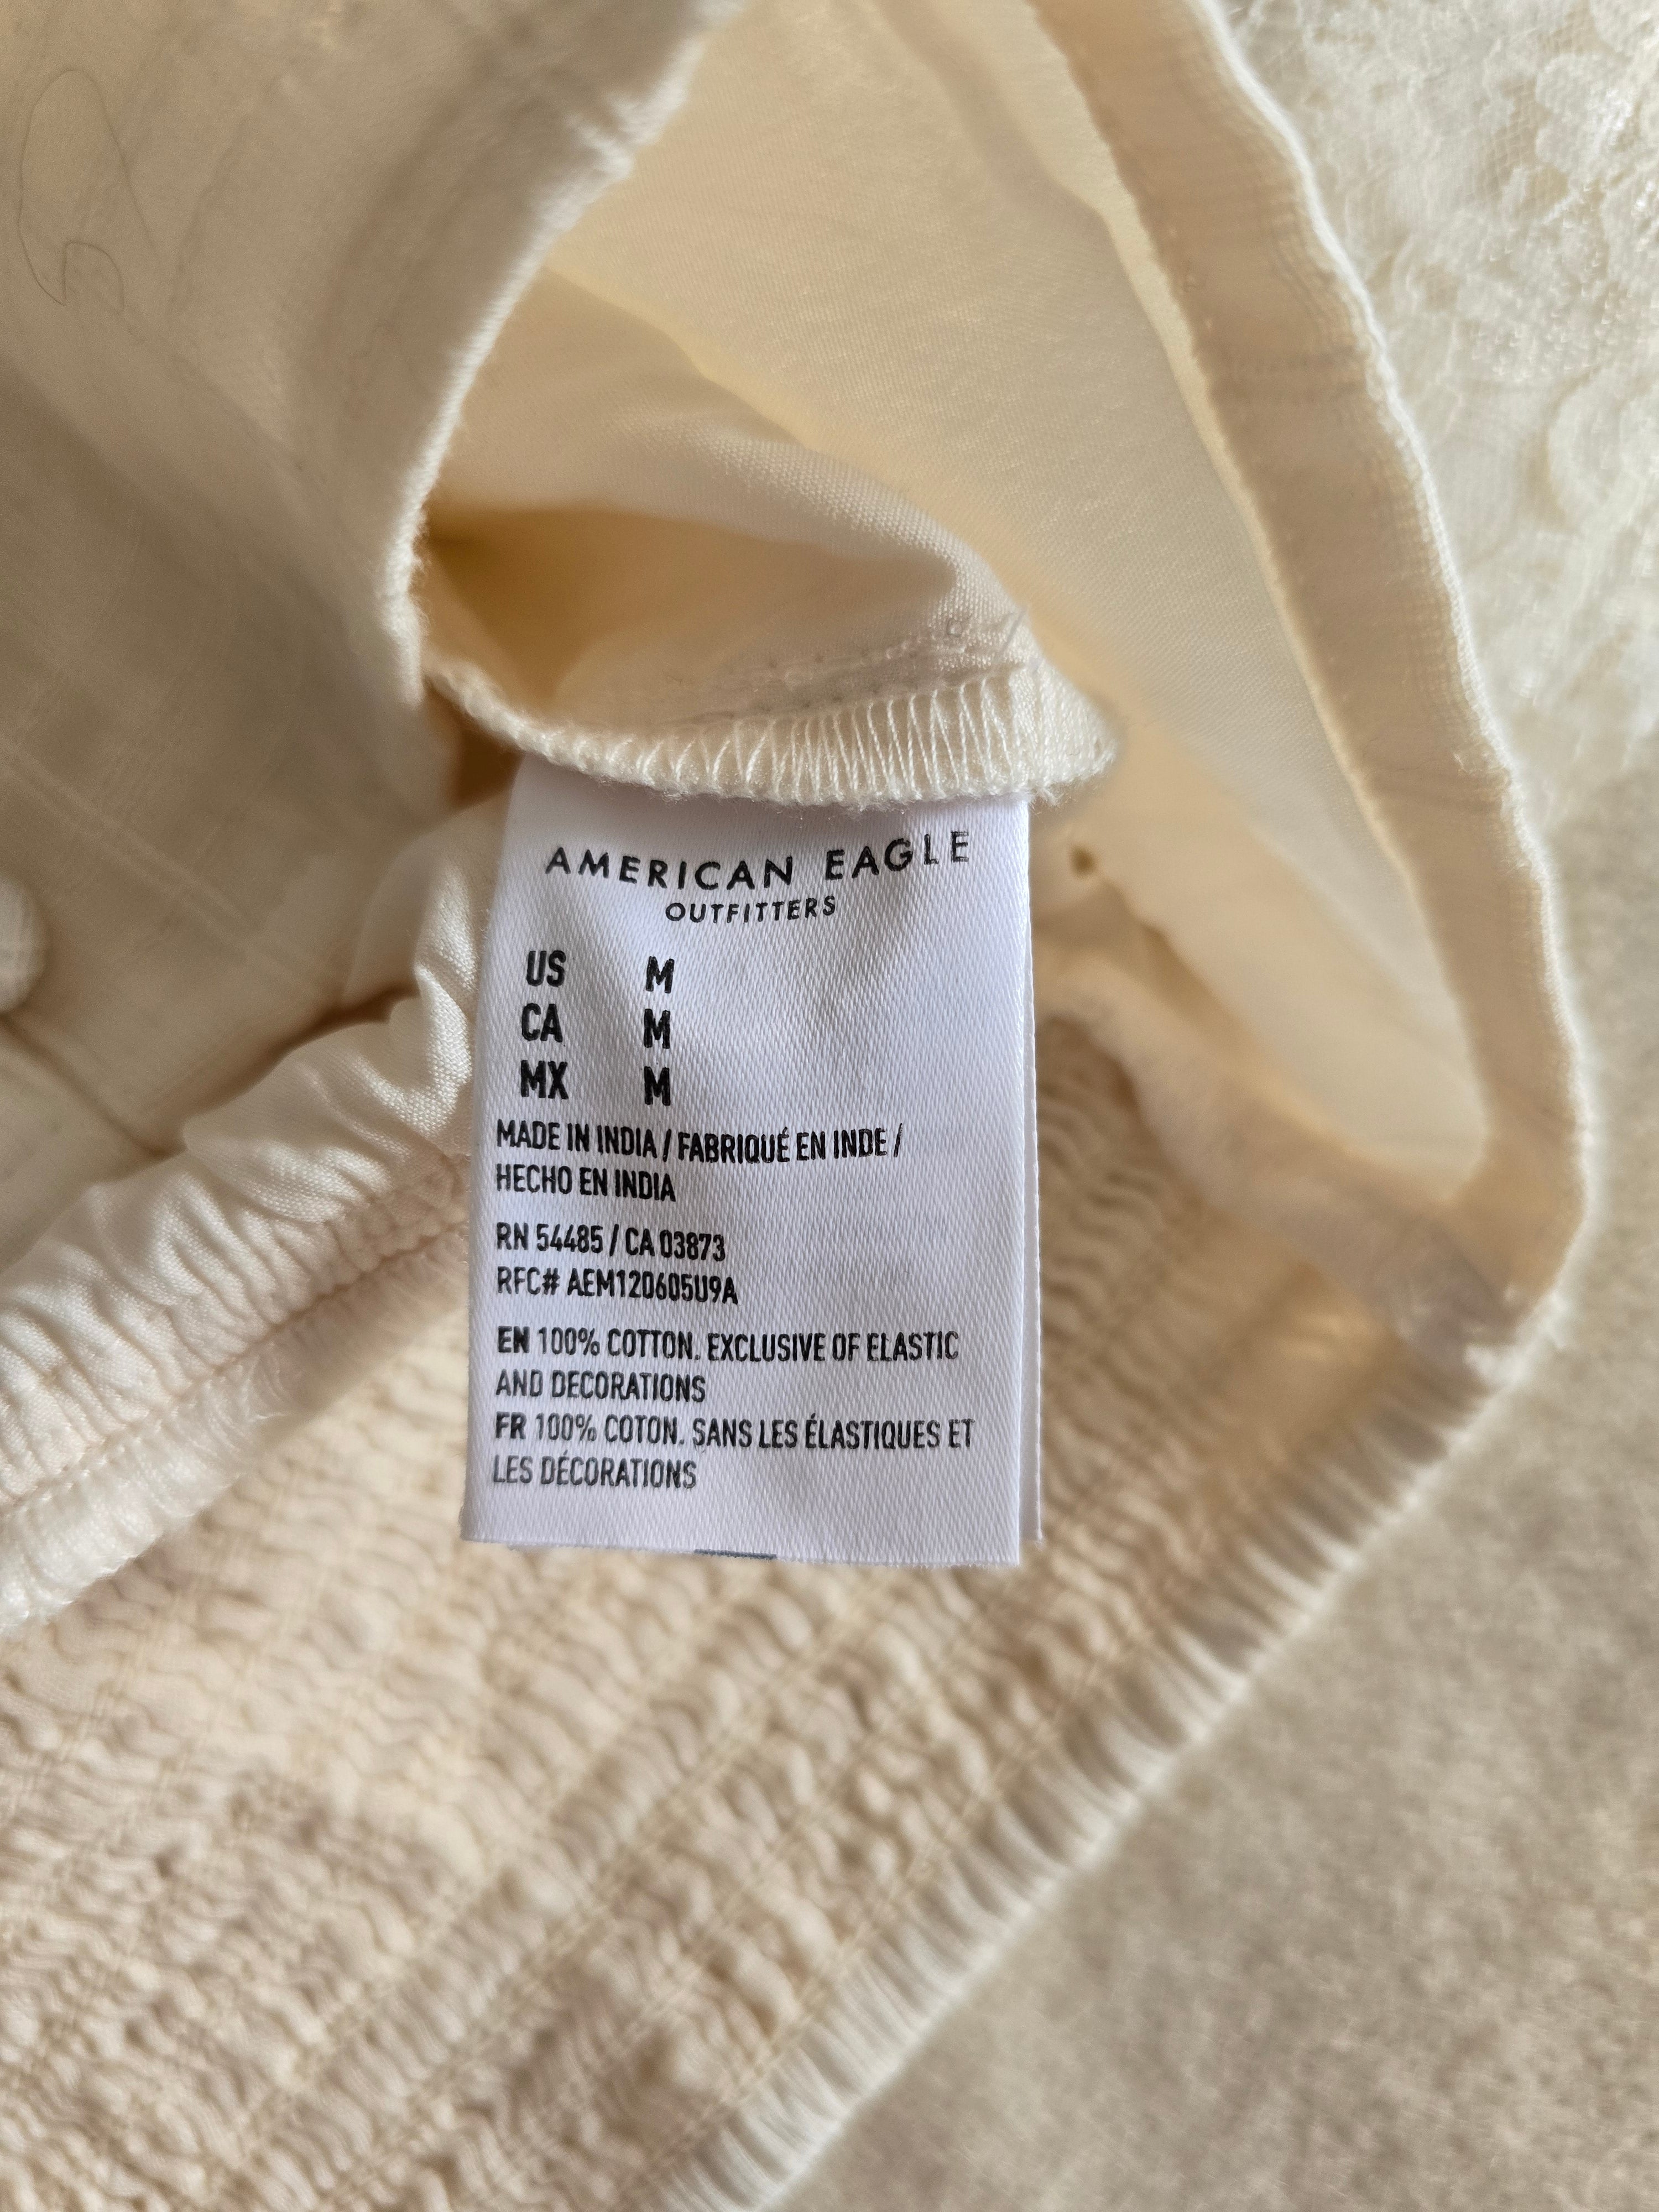 AMERICAN EAGLE
OUTFITTERS
US M
CA M
MX M
MADE IN INDIA / FABRIQUÉ EN INDE /
HECHO EN INDIA
RN 54485 / CA 03873
RFC# AEM120605U9A
EN 100% COTTON. EXCLUSIVE OF ELASTIC
AND DECORATIONS
FR 100% COTON. SANS LES ÉLASTIQUES ET
LES DÉCORATIONS